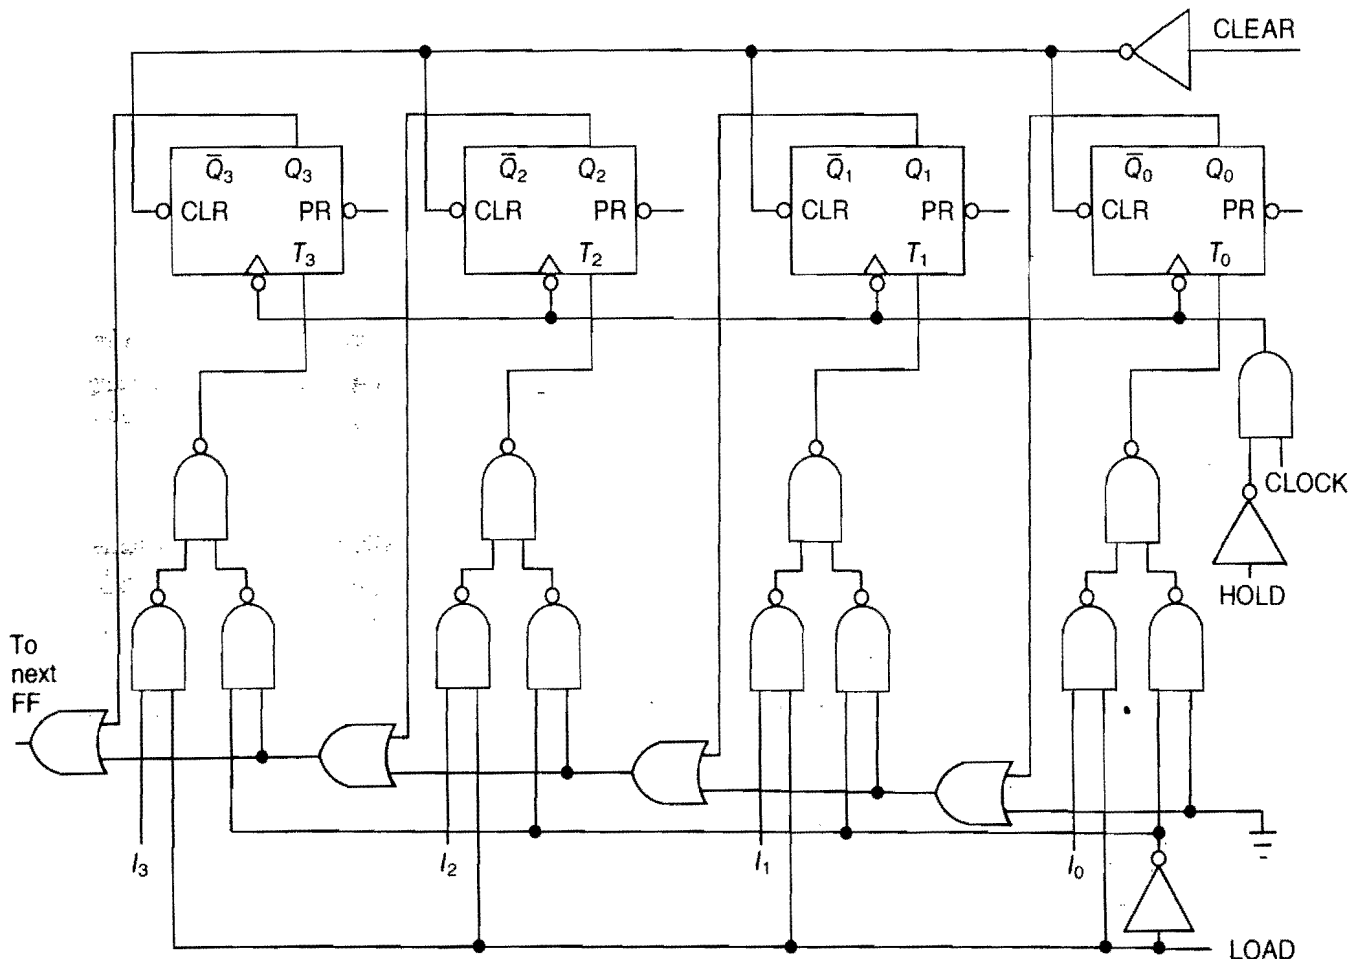 CLEAR
Q̅3 Q3
Q̅2 Q2
Q̅1 Q1
Q̅0 Q0
CLR PR
CLR PR
CLR PR
CLR PR
T3
T2
T1
T0
CLOCK
HOLD
To
next
FF
I3
I2
I1
I0
LOAD